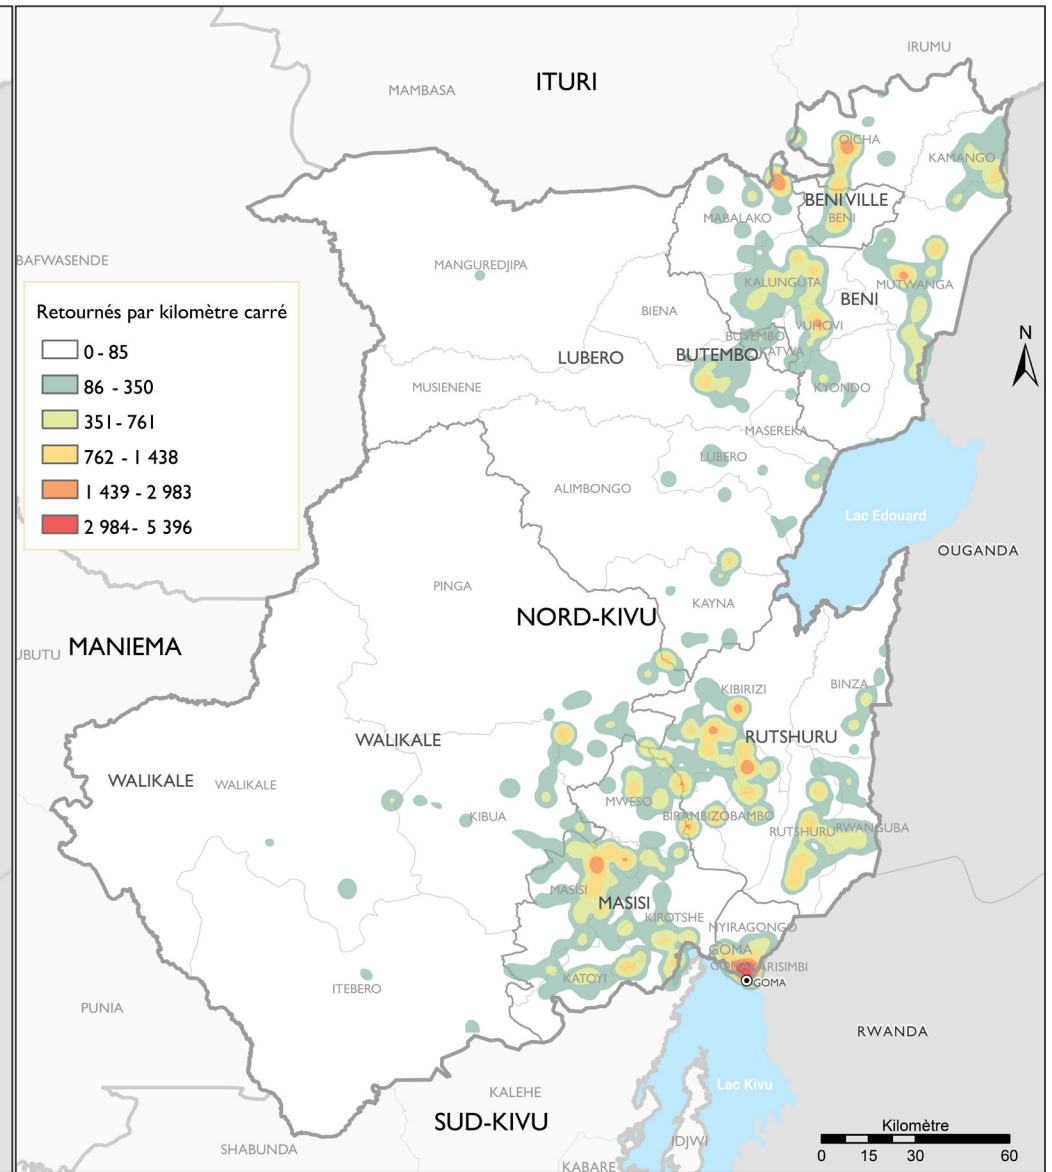 IRUMU
ITURI
MAMBASA
OICHA
KAMANGO
BENI VILLE
MABALAKO
BENI
BAFWASENDE
MANGUREDJIPA
KALUNGUTA
MUTWANGA
BENI
Retournés par kilomètre carré
0 - 85
86 - 350
351 - 761
762 - 1 438
1 439 - 2 983
2 984 - 5 396
BIENA
VUHOVI
BUTEMBO
N
LUBERO
BUTEMBO
KATWA
MUSIENENE
KYONDO
MASEREKA
LUBERO
ALIMBONGO
Lac Edouard
OUGANDA
PINGA
KAYNA
NORD-KIVU
MANIEMA
UBUTU
KIBIRIZI
BINZA
WALIKALE
RUTSHURU
WALIKALE
WALIKALE
MWESO
KIBUA
BIRAMBIZO
BAMBO
RUTSHURU
RWANGUBA
MASISI
MASISI
KIROTSHE
NYIRAGONGO
GOMA
GOMA
KARISIMBI
KATOYI
GOMA
ITEBERO
PUNIA
RWANDA
Lac Kivu
KALEHE
SUD-KIVU
SHABUNDA
IDJWI
KABARE
Kilomètre
0 15 30 60